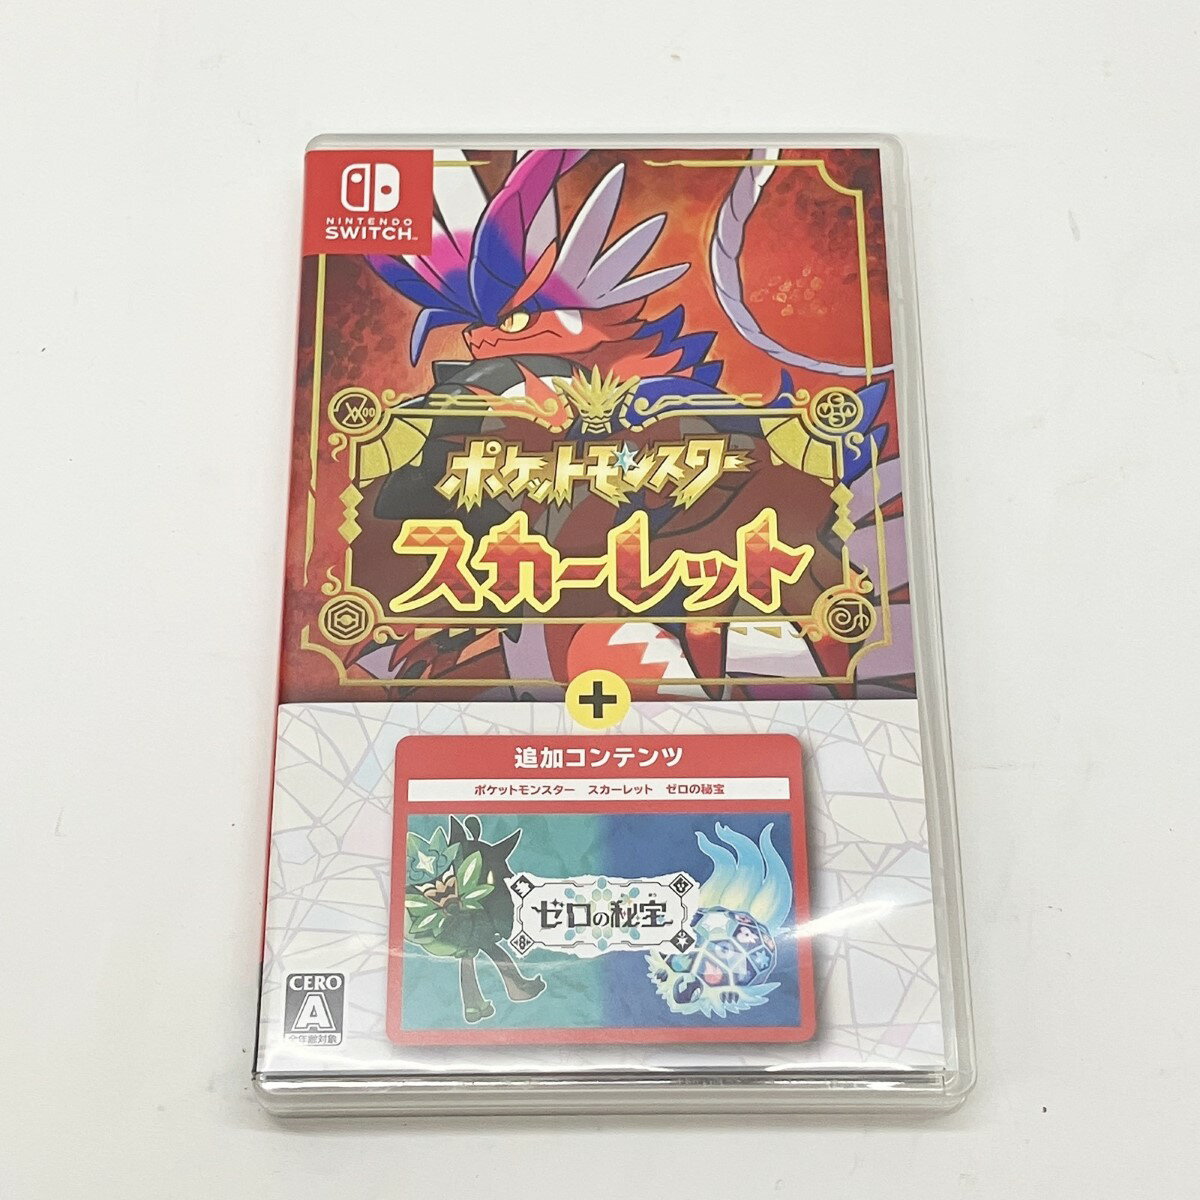 NINTENDO
SWITCH™
ポケットモンスター
スカーレット
+
追加コンテンツ
ポケットモンスター スカーレット ゼロの秘宝
ゼロの秘宝
CERO
A
全年齢対象